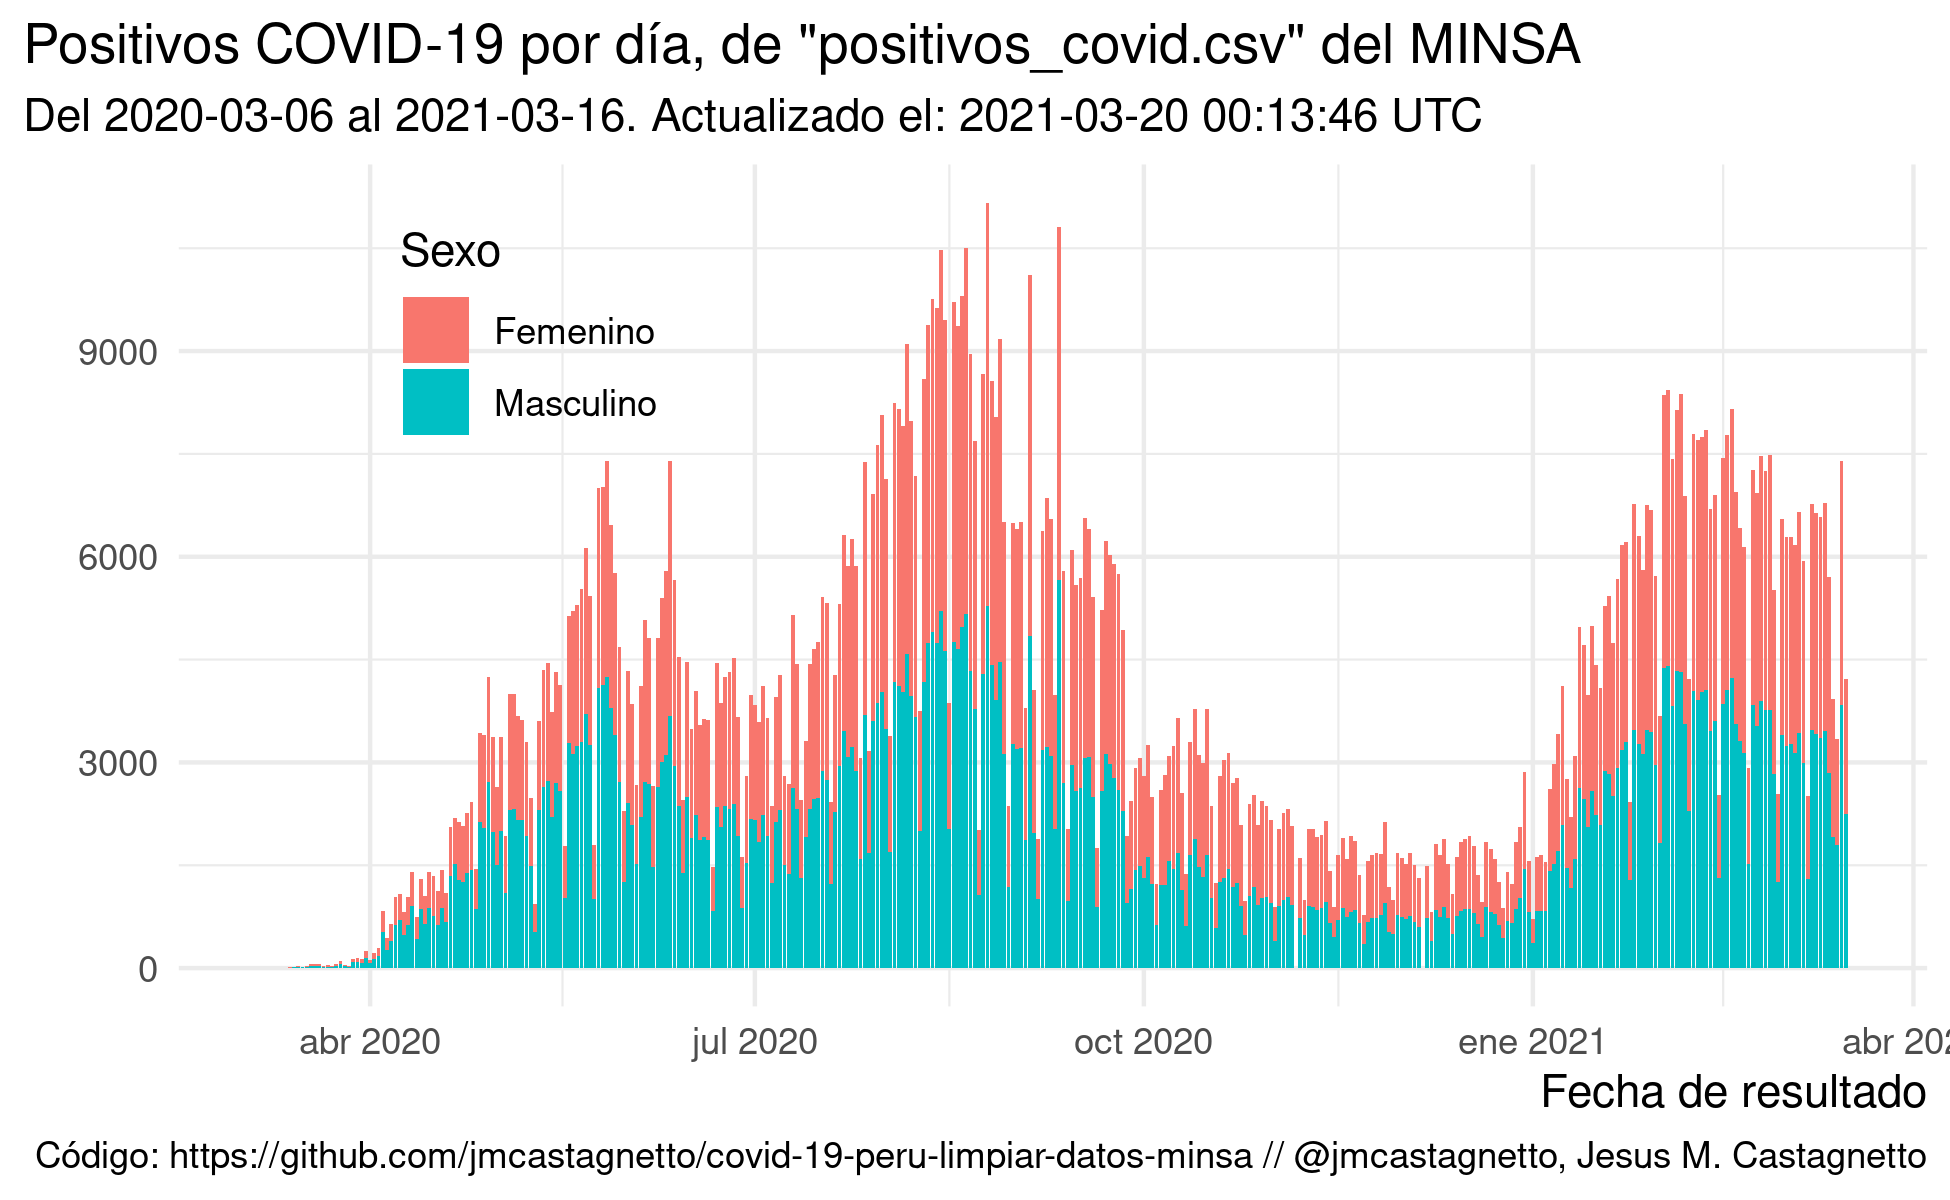 Positivos COVID-19 por día, de "positivos_covid.csv" del MINSA
Del 2020-03-06 al 2021-03-16. Actualizado el: 2021-03-20 00:13:46 UTC
Sexo
Femenino
Masculino
9000
6000
3000
0
abr 2020
jul 2020
oct 2020
ene 2021
abr 202
Fecha de resultado
Código: https://github.com/jmcastagnetto/covid-19-peru-limpiar-datos-minsa // @jmcastagnetto, Jesus M. Castagnetto